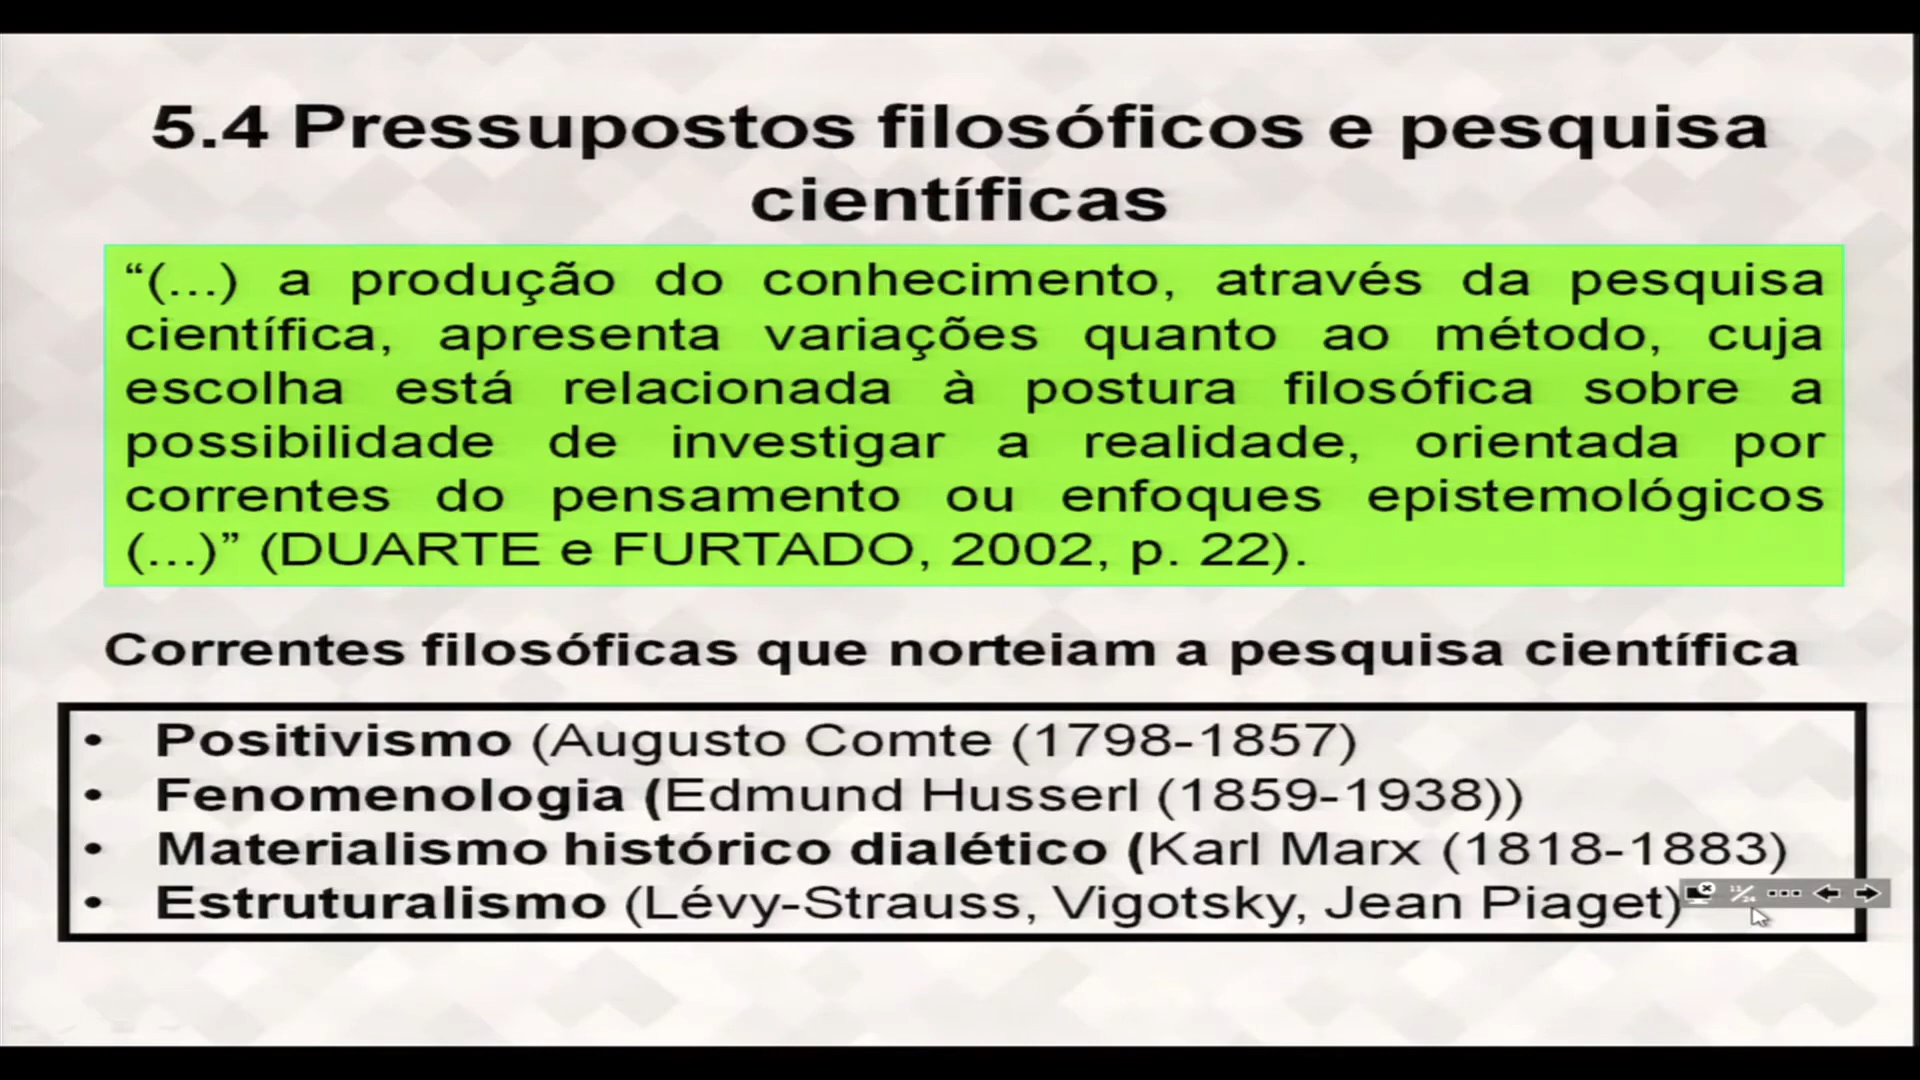 5.4 Pressupostos filosóficos e pesquisa
científicas
“(...) a produção do conhecimento, através da pesquisa
científica, apresenta variações quanto ao método, cuja
escolha está relacionada à postura filosófica sobre a
possibilidade de investigar a realidade, orientada por
correntes do pensamento ou enfoques epistemológicos
(...)” (DUARTE e FURTADO, 2002, p. 22).
Correntes filosóficas que norteiam a pesquisa científica
• Positivismo (Augusto Comte (1798-1857)
• Fenomenologia (Edmund Husserl (1859-1938))
• Materialismo histórico dialético (Karl Marx (1818-1883)
• Estruturalismo (Lévy-Strauss, Vigotsky, Jean Piaget)